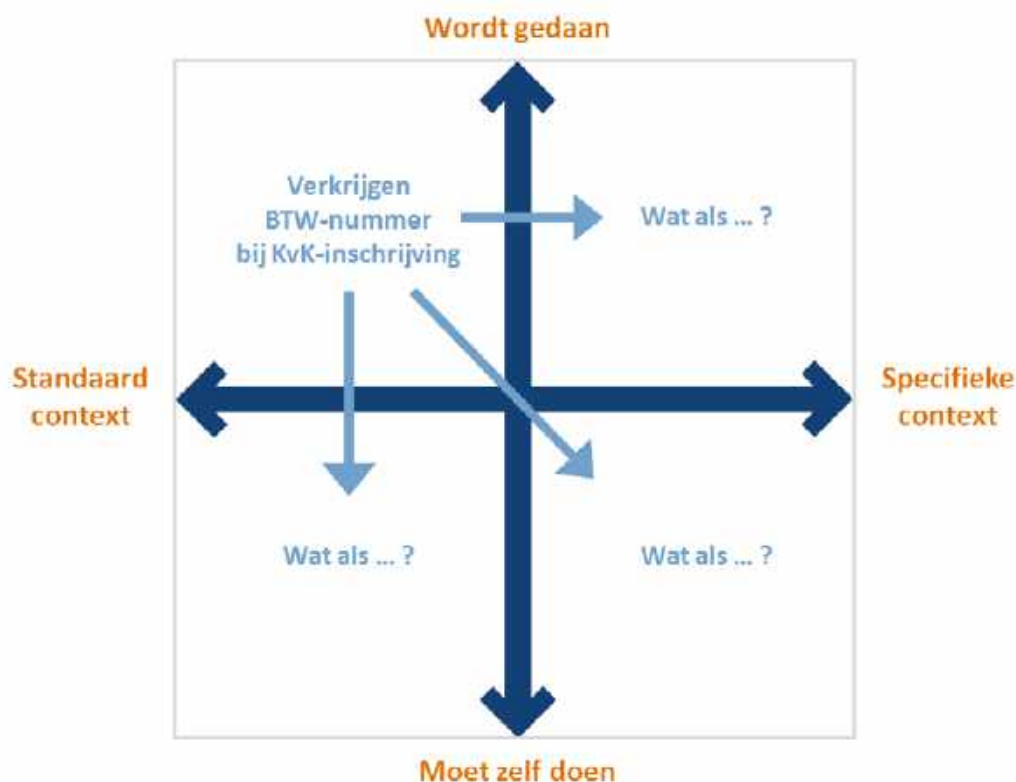 Wordt gedaan
Verkrijgen
BTW-nummer
bij KvK-inschrijving
Wat als ... ?
Standaard
context
Specifieke
context
Wat als ... ?
Wat als ... ?
Moet zelf doen